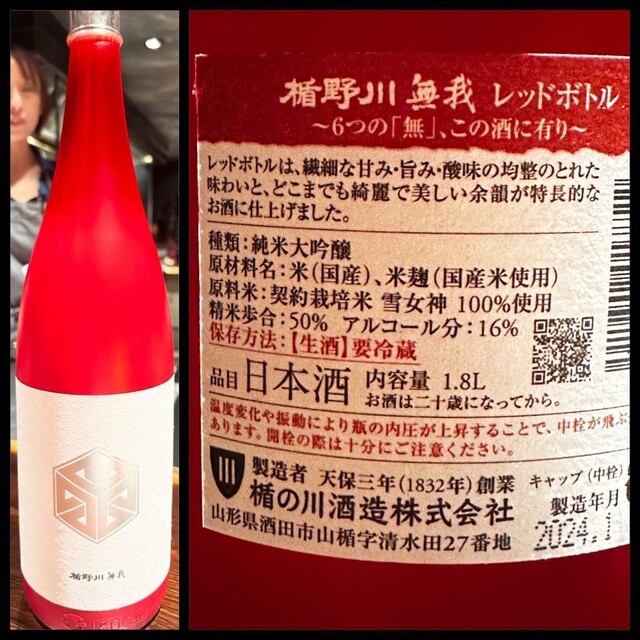 楯野川 無我
楯野川 無我 レッドボトル
～6つの「無」、この酒に有り～
レッドボトルは、繊細な甘み・旨み・酸味の均整のとれた
味わいと、どこまでも綺麗で美しい余韻が特長的な
お酒に仕上げました。
種類:純米大吟醸
原材料名:米(国産)、米麹(国産米使用)
原料米:契約栽培米 雪女神 100%使用
精米歩合:50% アルコール分:16%
保存方法:【生酒】要冷蔵
品目 日本酒 内容量 1.8L
お酒は二十歳になってから。
温度変化や振動により瓶の内圧が上昇することで、中栓が飛ぶ
あります。開栓の際は十分にご注意ください。
製造者 天保三年(1832年)創業
楯の川酒造株式会社
山形県酒田市山楯字清水田27番地
キャップ(中栓)
製造年月
2024.1